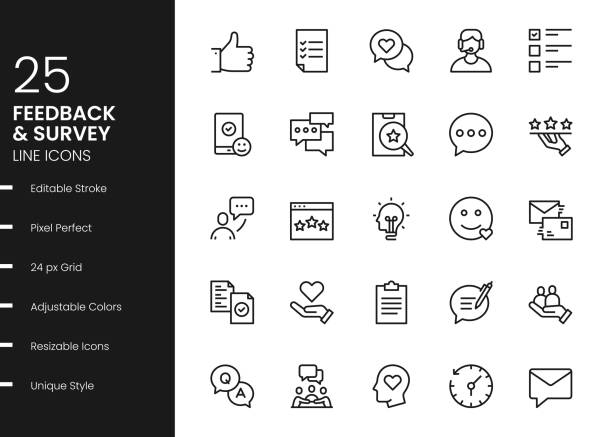 25
FEEDBACK
& SURVEY
LINE ICONS
Editable Stroke
Pixel Perfect
24 px Grid
Adjustable Colors
Resizable Icons
Unique Style
Q
A